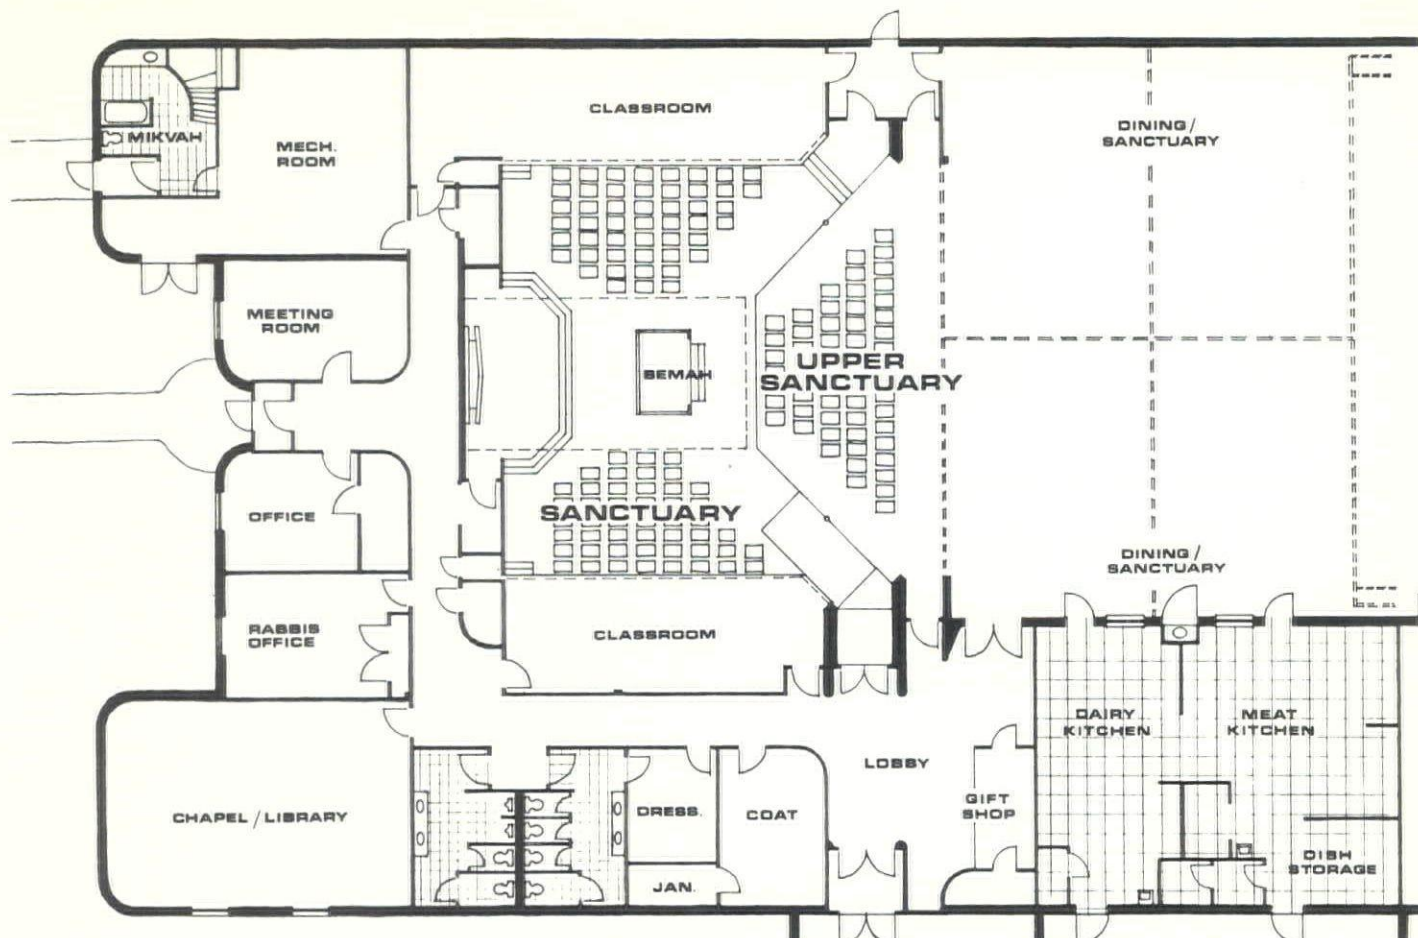 CLASSROOM
DINING/
SANCTUARY
MIKVAH
MECH.
ROOM
MEETING
ROOM
UPPER
SANCTUARY
BEMAH
OFFICE
SANCTUARY
DINING/
SANCTUARY
RABBIS
OFFICE
CLASSROOM
DAIRY
KITCHEN
MEAT
KITCHEN
LOBBY
CHAPEL/LIBRARY
DRESS.
COAT
GIFT
SHOP
DISH
STORAGE
JAN.